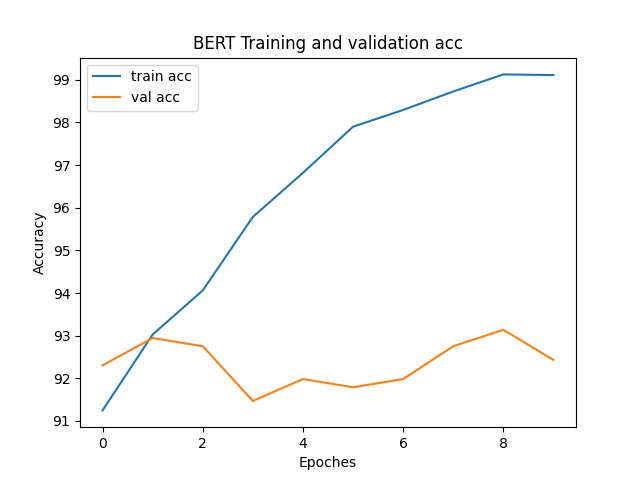 BERT Training and validation acc
train acc
val acc
99
98
97
96
95
94
93
92
91
Accuracy
0 2 4 6 8
Epoches